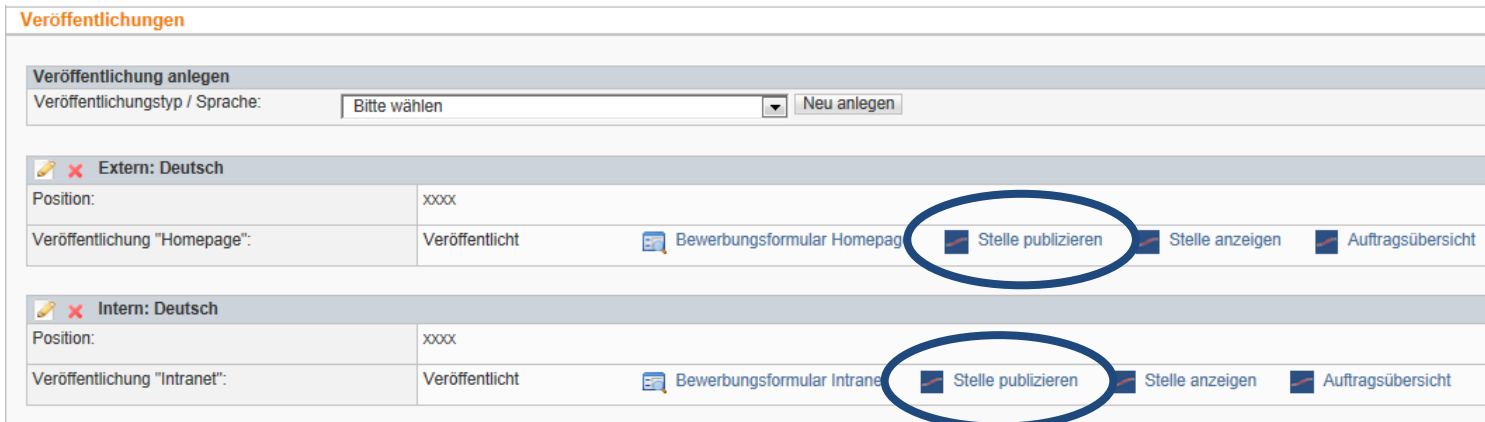 Veröffentlichungen
Veröffentlichung anlegen
Veröffentlichungstyp / Sprache: Bitte wählen Neu anlegen
Extern: Deutsch
Position: xxxx
Veröffentlichung "Homepage": Veröffentlicht Bewerbungsformular Homepag Stelle publizieren Stelle anzeigen Auftragsübersicht
Intern: Deutsch
Position: xxxx
Veröffentlichung "Intranet": Veröffentlicht Bewerbungsformular Intrane Stelle publizieren Stelle anzeigen Auftragsübersicht